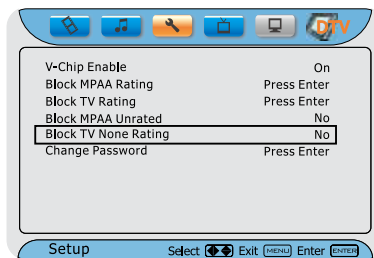 DTV
V-Chip Enable On
Block MPAA Rating Press Enter
Block TV Rating Press Enter
Block MPAA Unrated No
Block TV None Rating No
Change Password Press Enter
Setup Select Exit MENU Enter ENTER